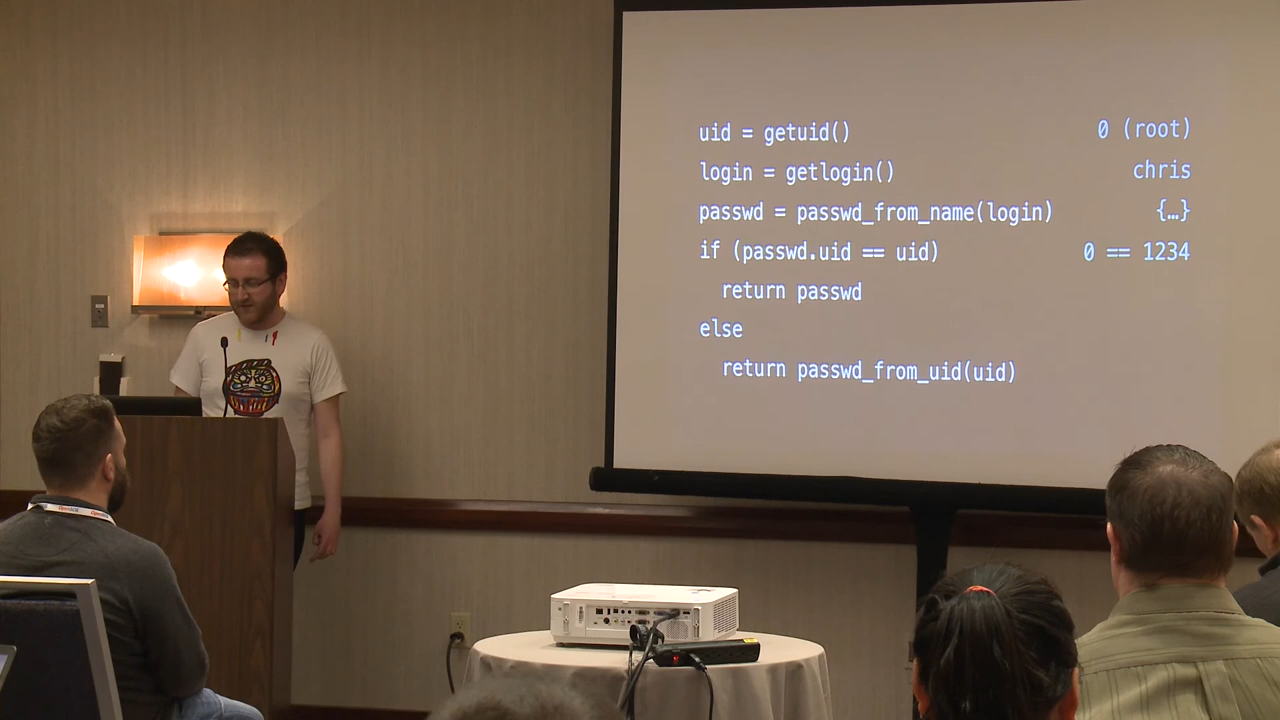 uid = getuid() 0 (root)
login = getlogin() chris
passwd = passwd_from_name(login) {…}
if (passwd.uid == uid) 0 == 1234
return passwd
else
return passwd_from_uid(uid)